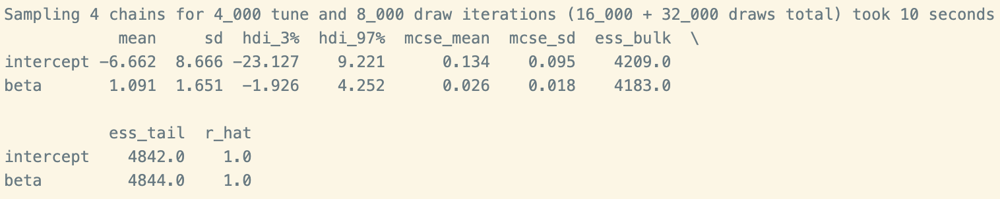 Sampling 4 chains for 4_000 tune and 8_000 draw iterations (16_000 + 32_000 draws total) took 10 seconds
mean sd hdi_3% hdi_97% mcse_mean mcse_sd ess_bulk \
intercept -6.662 8.666 -23.127 9.221 0.134 0.095 4209.0
beta 1.091 1.651 -1.926 4.252 0.026 0.018 4183.0
ess_tail r_hat
intercept 4842.0 1.0
beta 4844.0 1.0